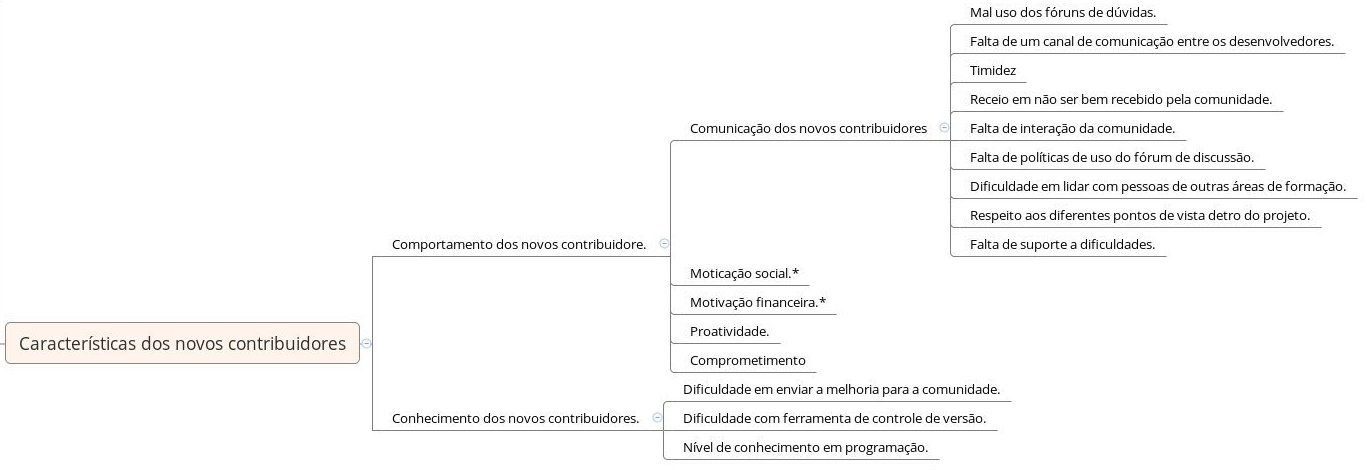 Mal uso dos fóruns de dúvidas.
Falta de um canal de comunicação entre os desenvolvedores.
Timidez
Receio em não ser bem recebido pela comunidade.
Comunicação dos novos contribuidores
Falta de interação da comunidade.
Falta de políticas de uso do fórum de discussão.
Dificuldade em lidar com pessoas de outras áreas de formação.
Respeito aos diferentes pontos de vista detro do projeto.
Comportamento dos novos contribuidore.
Falta de suporte a dificuldades.
Moticação social.*
Motivação financeira.*
Proatividade.
Características dos novos contribuidores
Comprometimento
Dificuldade em enviar a melhoria para a comunidade.
Conhecimento dos novos contribuidores.
Dificuldade com ferramenta de controle de versão.
Nível de conhecimento em programação.